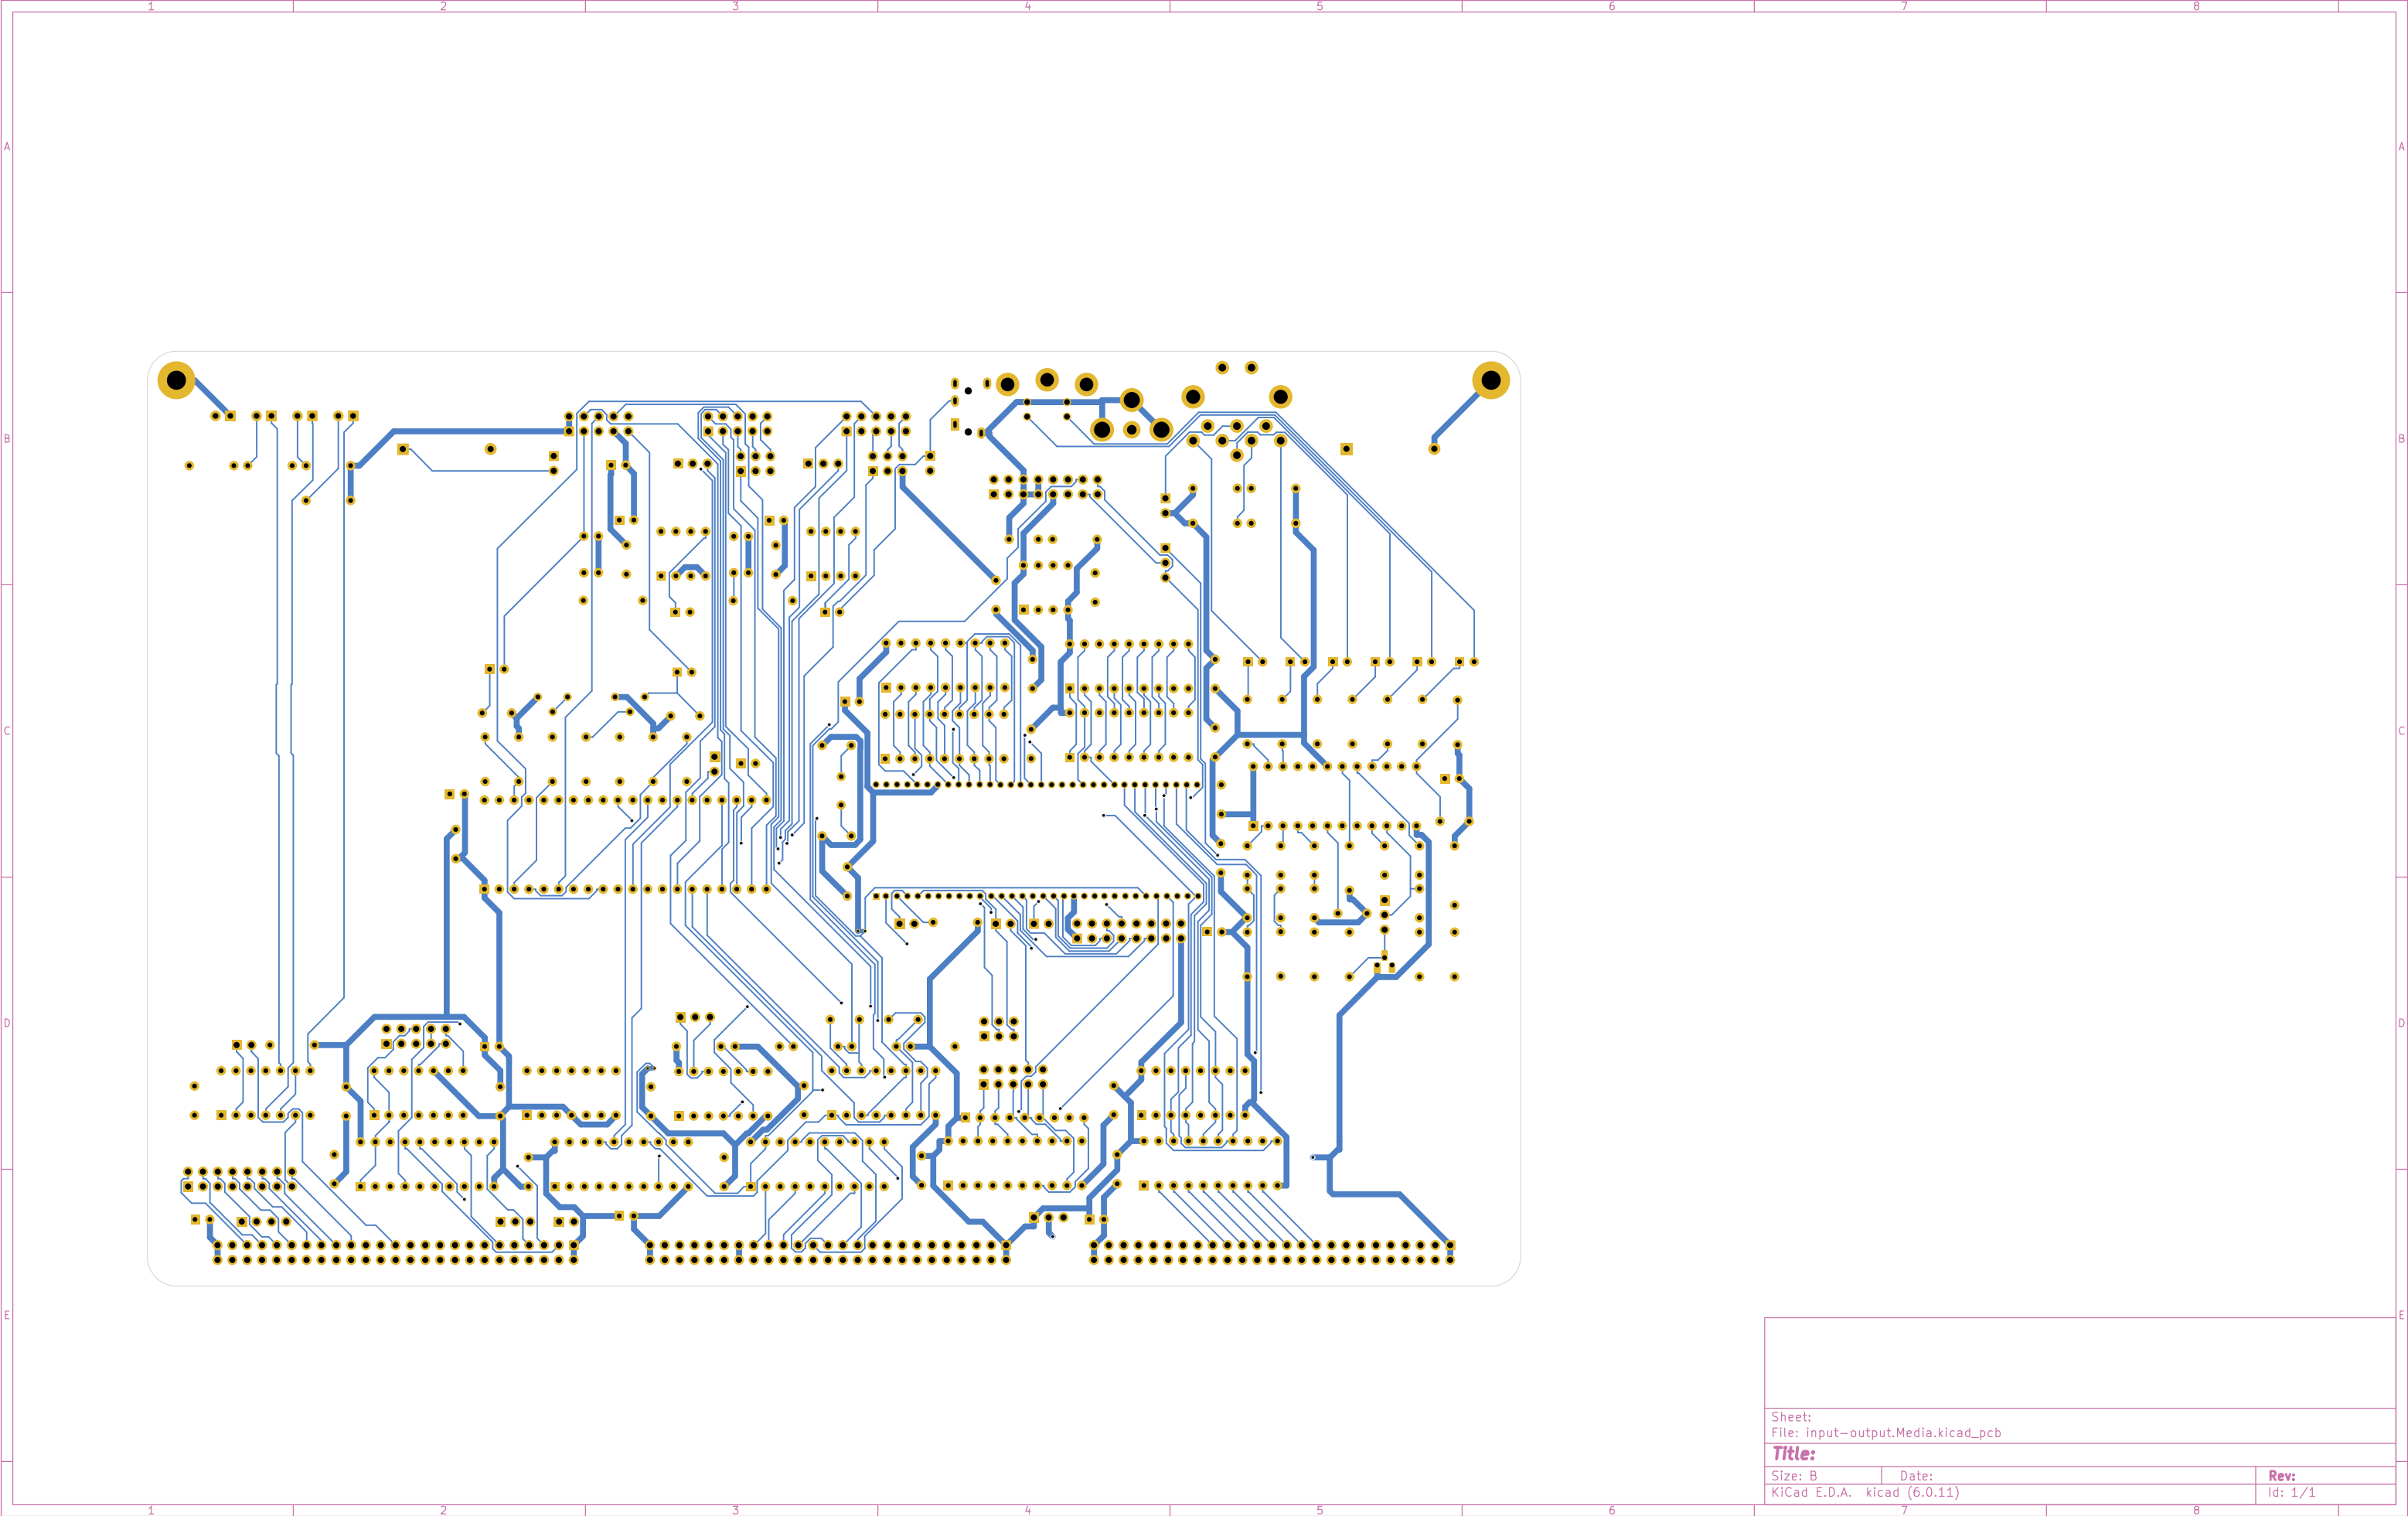 1 2 3 4 5 6 7 8
A A
B B
C C
D D
E E
Sheet:
File: input-output.Media.kicad_pcb
Title:
Size: B Date: Rev:
KiCad E.D.A. kicad (6.0.11) Id: 1/1
1 2 3 4 5 6 7 8